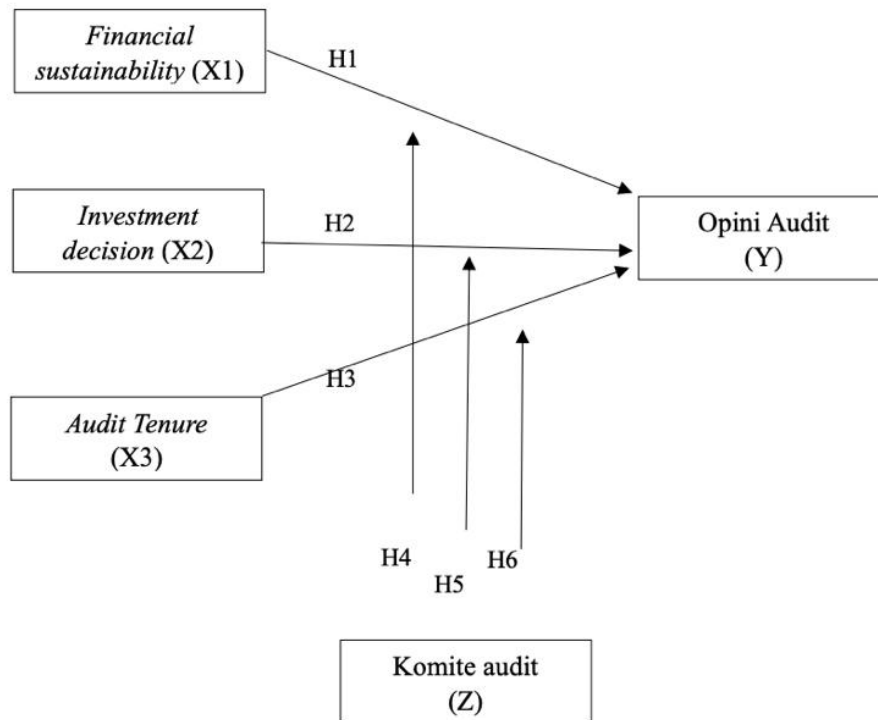 Financial
sustainability (X1)
H1
Investment
decision (X2)
H2
Opini Audit
(Y)
H3
Audit Tenure
(X3)
H4
H5
H6
Komite audit
(Z)